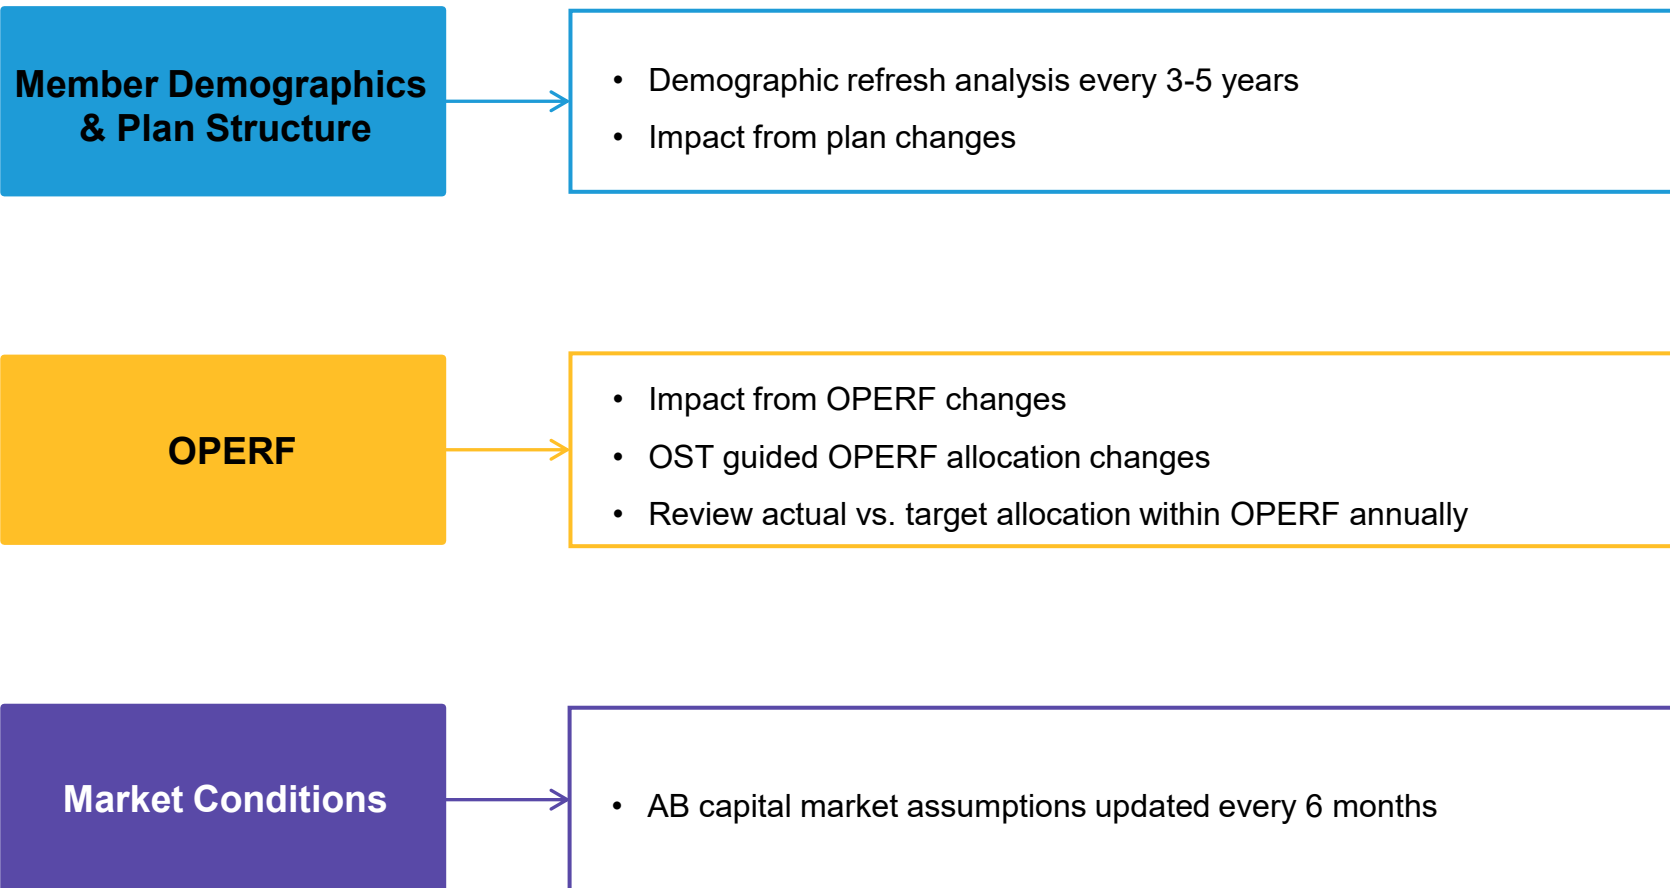 Member Demographics
& Plan Structure
• Demographic refresh analysis every 3-5 years
• Impact from plan changes
OPERF
• Impact from OPERF changes
• OST guided OPERF allocation changes
• Review actual vs. target allocation within OPERF annually
Market Conditions
• AB capital market assumptions updated every 6 months